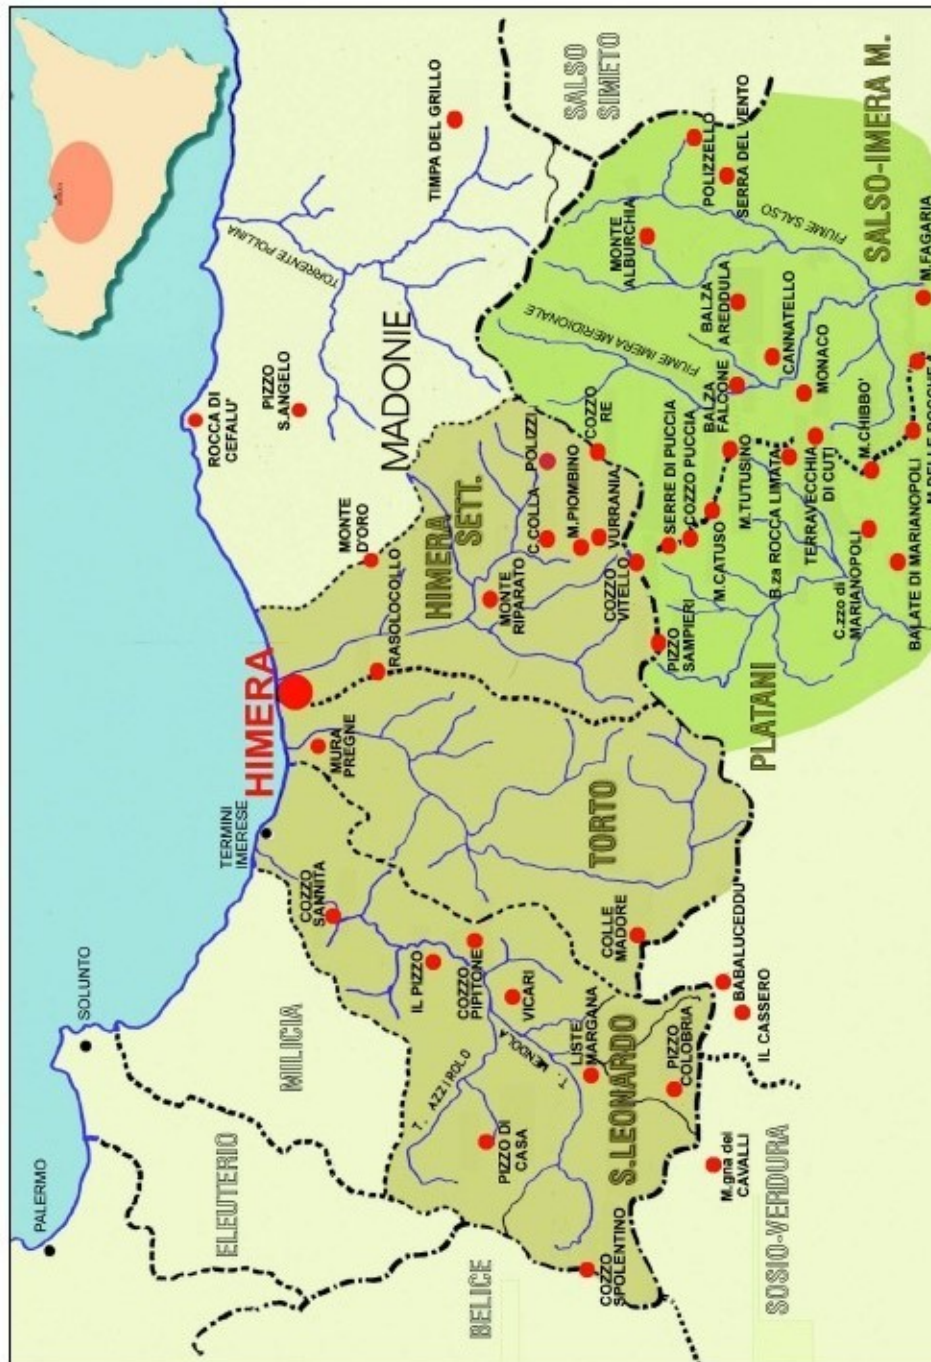 PALERMO
SOLUNTO
ROCCA DI
CEFALU'
ELEUTERIO
MILICIA
TERMINI
IMERESE
HIMERA
PIZZO
S.ANGELO
TORRENTE POLLINA
COZZO
SANNITA
MURA
PREGNE
MONTE
D'ORO
RASOLOCOLLO
MADONIE
TIMPA DEL GRILLO
T. AZZIROLO
IL PIZZO
HIMERA
SETT.
BELICE
PIZZO DI
CASA
COZZO
PIPITONE
VICARI
T. MENDOLA
MONTE
RIPARATO
C.COLLA
POLIZZI
M.PIOMBINO
COZZO
RE
VURRANIA
FIUME IMERA MERIDIONALE
SALSO
SIMETO
COZZO
SPOLENTINO
S.LEONARDO
LISTE
MARGANA
TORTO
COLLE
MADORE
COZZO
VITELLO
MONTE
ALBURCHIA
PIZZO
COLOBRIA
PIZZO
SAMPIERI
SERRE DI PUCCIA
COZZO PUCCIA
BALZA
FALCONE
BALZA
AREDDULA
POLIZZELLO
SERRA DEL VENTO
M.gna dei
CAVALLI
BABALUCEDDU
IL CASSERO
M.CATUSO
M.TUTUSINO
SOSIO-VERDURA
PLATANI
B.za ROCCA LIMATA
CANNATELLO
FIUME SALSO
TERRAVECCHIA
DI CUTI
MONACO
C.zzo di
MARIANOPOLI
M.CHIBBO'
SALSO-IMERA M.
BALATE DI MARIANOPOLI
M.FAGARIA